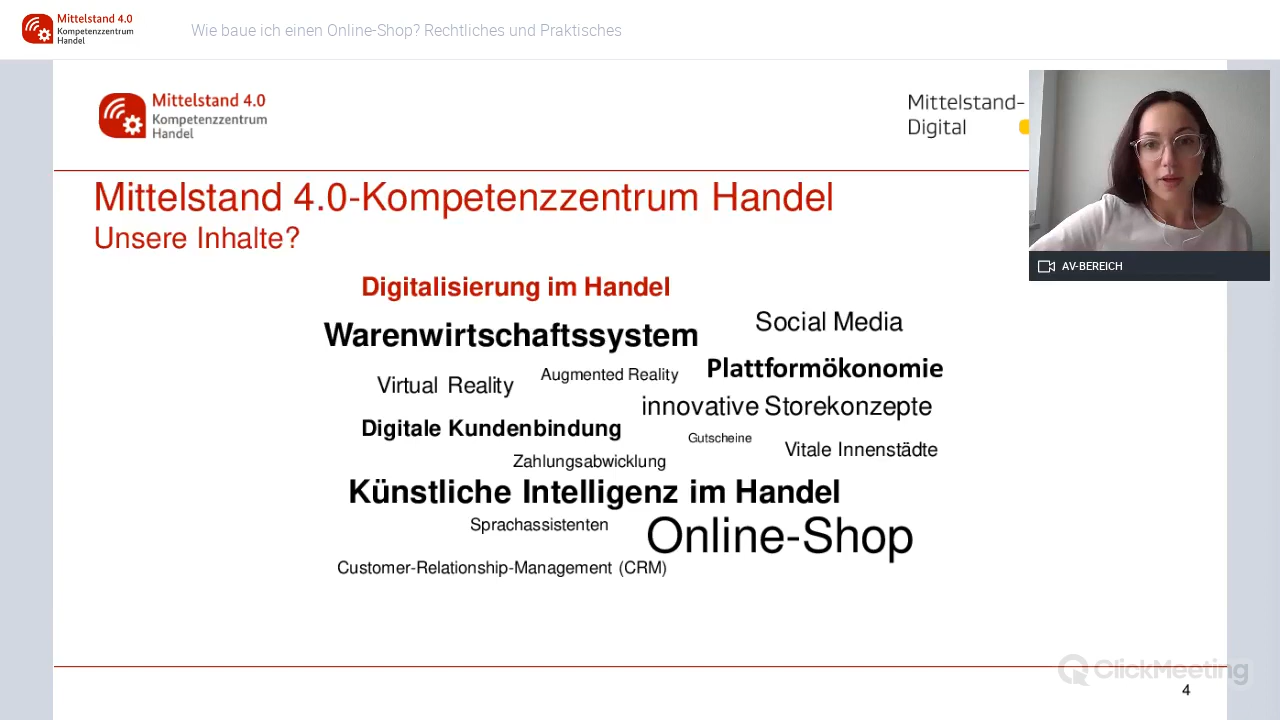 Mittelstand 4.0
Kompetenzzentrum
Handel
Wie baue ich einen Online-Shop? Rechtliches und Praktisches
Mittelstand 4.0
Kompetenzzentrum
Handel
Mittelstand-
Digital
Mittelstand 4.0-Kompetenzzentrum Handel
Unsere Inhalte?
AV-BEREICH
Digitalisierung im Handel
Social Media
Warenwirtschaftssystem
Plattformökonomie
Augmented Reality
Virtual Reality
innovative Storekonzepte
Digitale Kundenbindung
Gutscheine
Vitale Innenstädte
Zahlungsabwicklung
Künstliche Intelligenz im Handel
Sprachassistenten
Online-Shop
Customer-Relationship-Management (CRM)
ClickMeeting
4